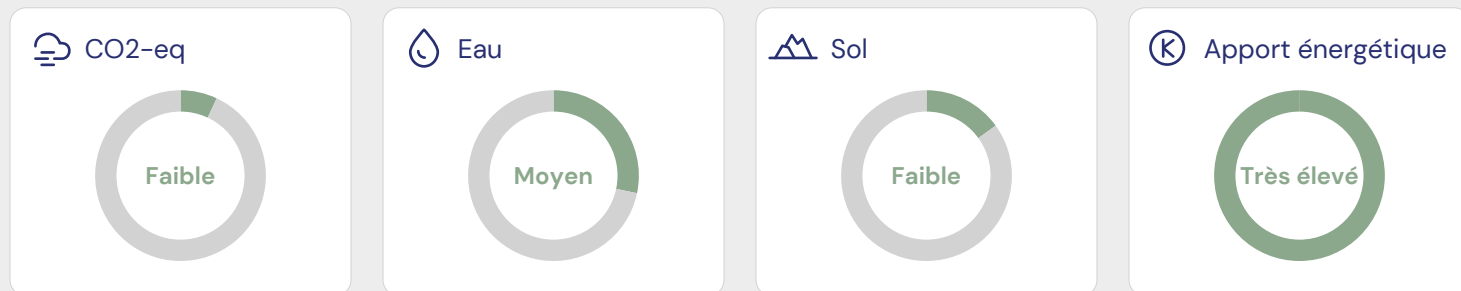 CO2-eq
Faible
Eau
Moyen
Sol
Faible
Apport énergétique
Très élevé